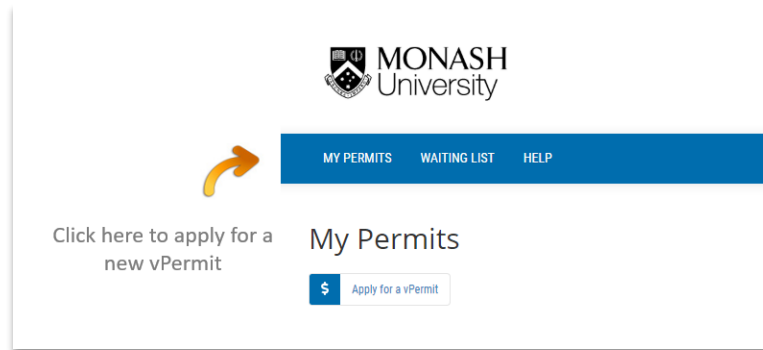 MONASH
University
MY PERMITS WAITING LIST HELP
Click here to apply for a
new vPermit
My Permits
$ Apply for a vPermit